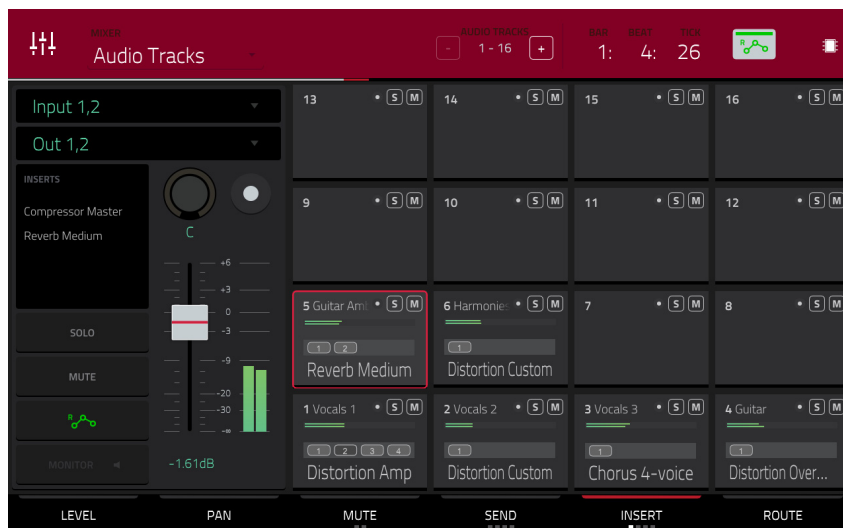 MIXER
AUDIO TRACKS
BAR BEAT TICK
Audio Tracks
- 1 - 16 +
1: 4: 26
R
Input 1,2
Out 1,2
INSERTS
Compressor Master
Reverb Medium
C
+6
+3
0
-3
-9
-20
-30
-∞
SOLO
MUTE
R
MONITOR
-1.61dB
13 S M
14 S M
15 S M
16 S M
9 S M
10 S M
11 S M
12 S M
5 Guitar Am S M
1 2
Reverb Medium
6 Harmonies S M
1
Distortion Custom
7 S M
8 S M
1 Vocals 1 S M
1 2 3 4
Distortion Amp
2 Vocals 2 S M
1
Distortion Custom
3 Vocals 3 S M
1
Chorus 4-voice
4 Guitar S M
1
Distortion Over...
LEVEL PAN MUTE SEND INSERT ROUTE